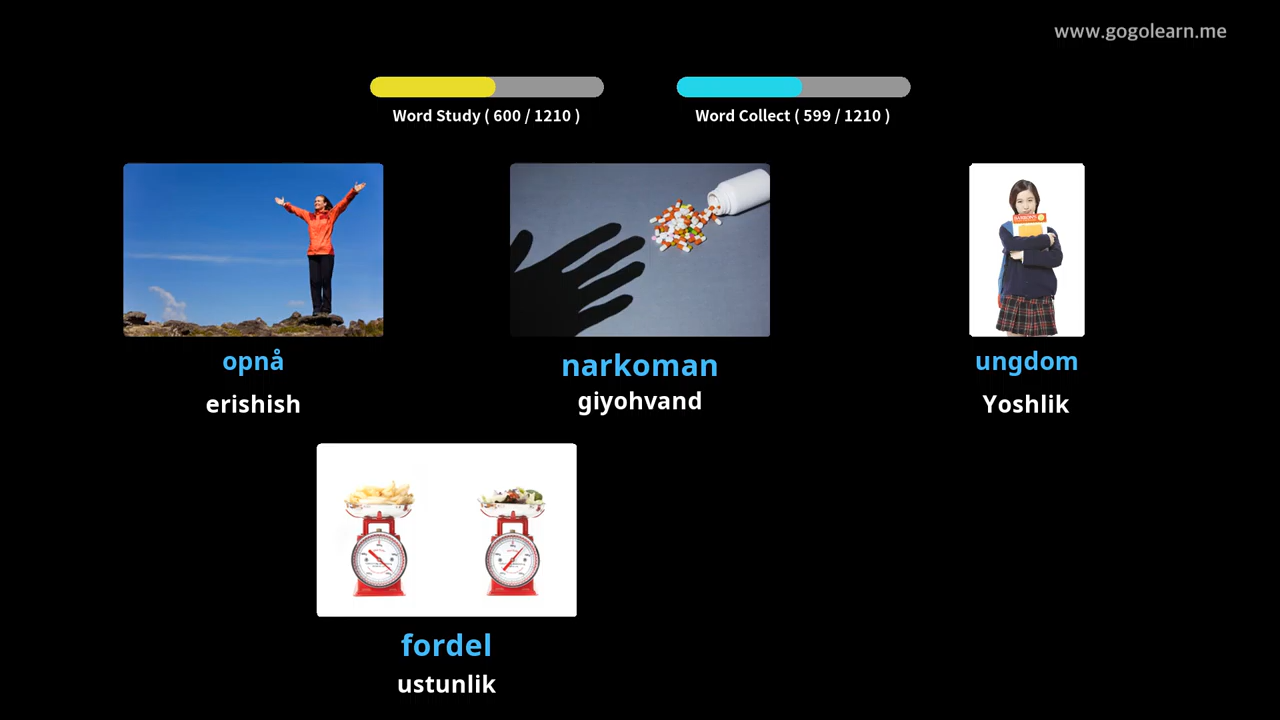 www.gogolearn.me
Word Study ( 600 / 1210 )
Word Collect ( 599 / 1210 )
opnå
narkoman
ungdom
erishish
giyohvand
Yoshlik
fordel
ustunlik